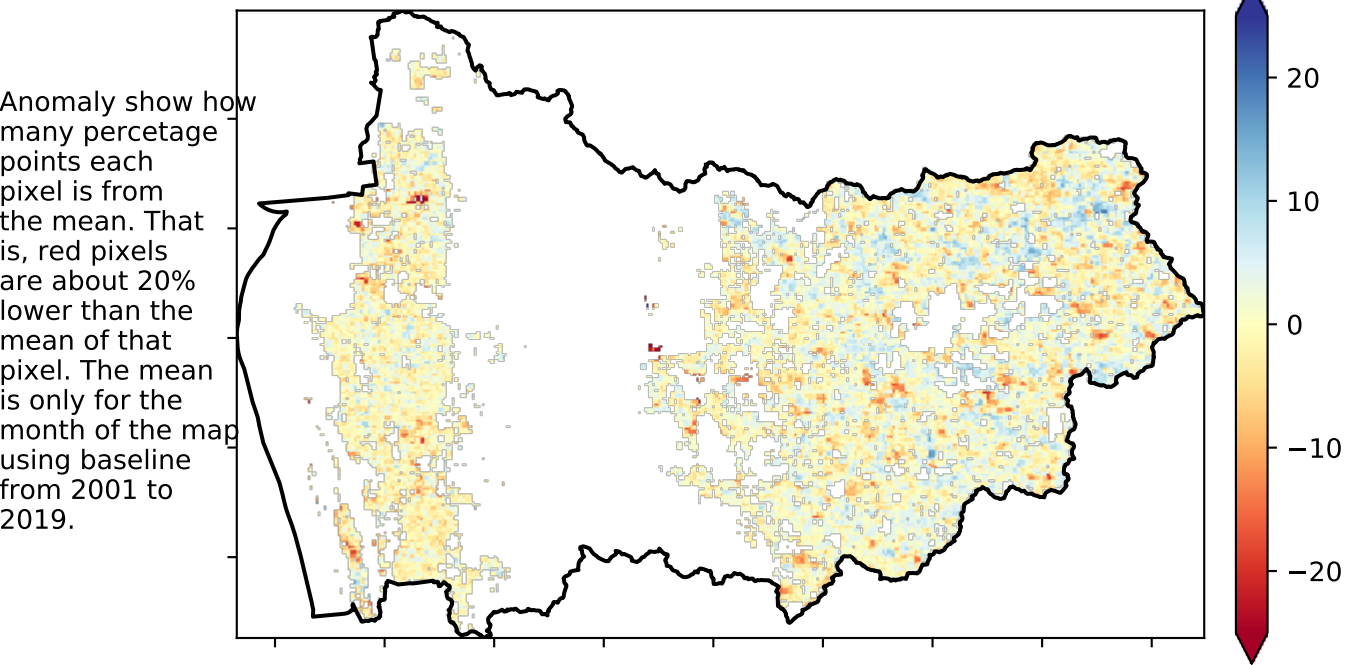 Anomaly show how
many percetage
points each
pixel is from
the mean. That
is, red pixels
are about 20%
lower than the
mean of that
pixel. The mean
is only for the
month of the map
using baseline
from 2001 to
2019.
20
10
0
−10
−20